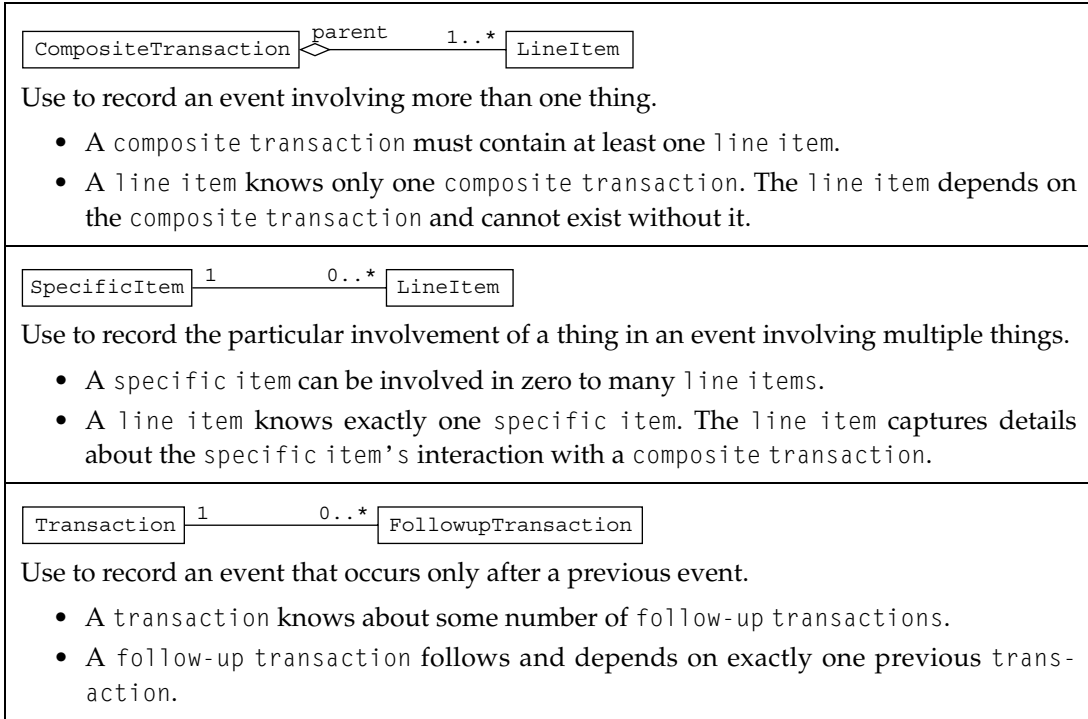 CompositeTransaction parent 1..* LineItem
Use to record an event involving more than one thing.
• A composite transaction must contain at least one line item.
• A line item knows only one composite transaction. The line item depends on
the composite transaction and cannot exist without it.
SpecificItem 1 0..* LineItem
Use to record the particular involvement of a thing in an event involving multiple things.
• A specific item can be involved in zero to many line items.
• A line item knows exactly one specific item. The line item captures details
about the specific item's interaction with a composite transaction.
Transaction 1 0..* FollowupTransaction
Use to record an event that occurs only after a previous event.
• A transaction knows about some number of follow-up transactions.
• A follow-up transaction follows and depends on exactly one previous trans-
action.